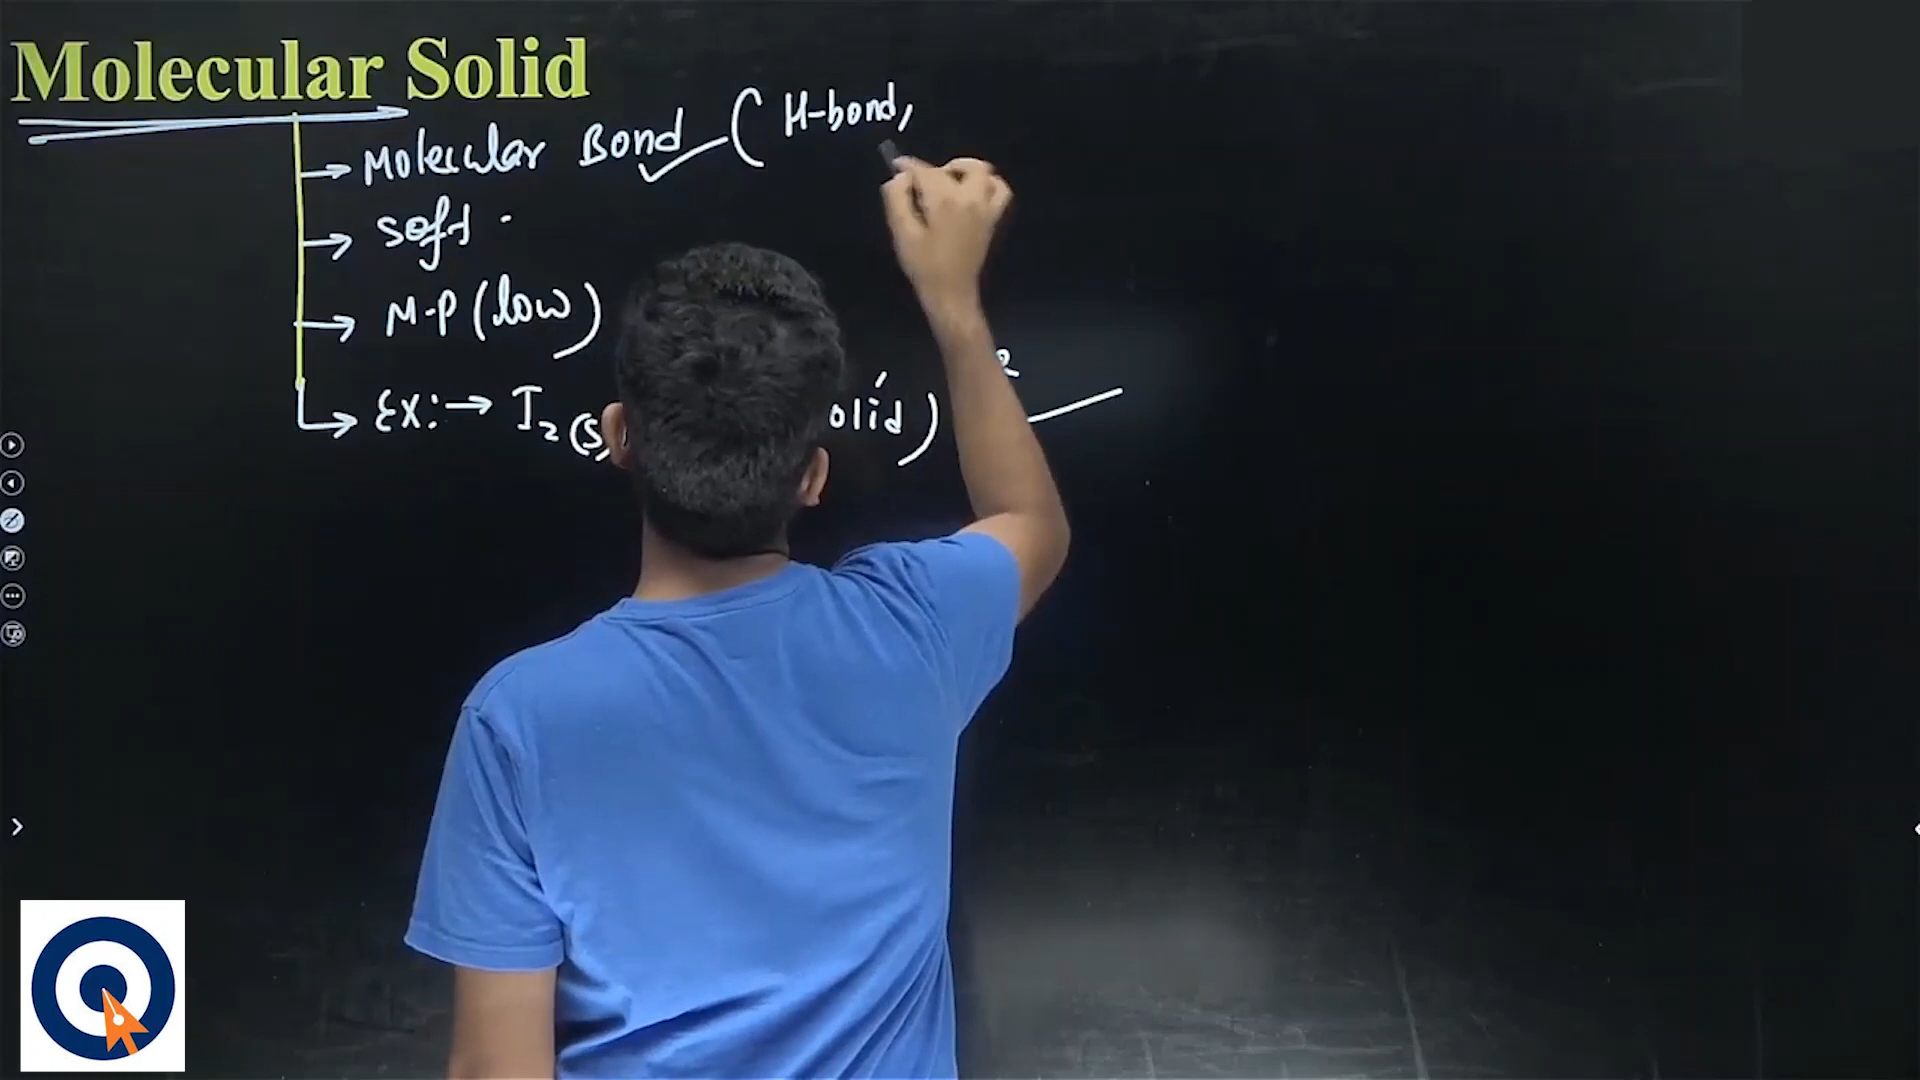 Molecular Solid
Molecular Bond ( H-bond,
soft
M.P (low)
Ex: → I2(s olid)